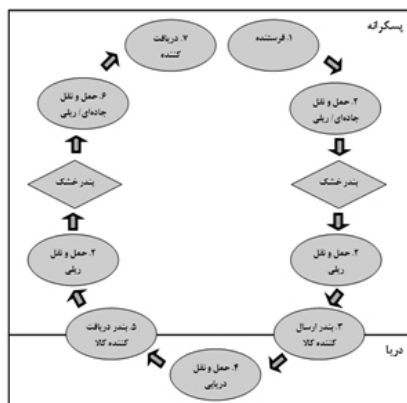 پسکرانه
۱. فرستنده
۲. حمل و نقل
جاده‌ای/ ریلی
بندر خشک
۲. حمل و نقل
ریلی
۳. بندر ارسال
کننده کالا
۴. حمل و نقل
دریایی
۵. بندر دریافت
کننده کالا
۲. حمل و نقل
ریلی
بندر خشک
۶. حمل و نقل
جاده‌ای/ ریلی
۷. دریافت
کننده
دریا